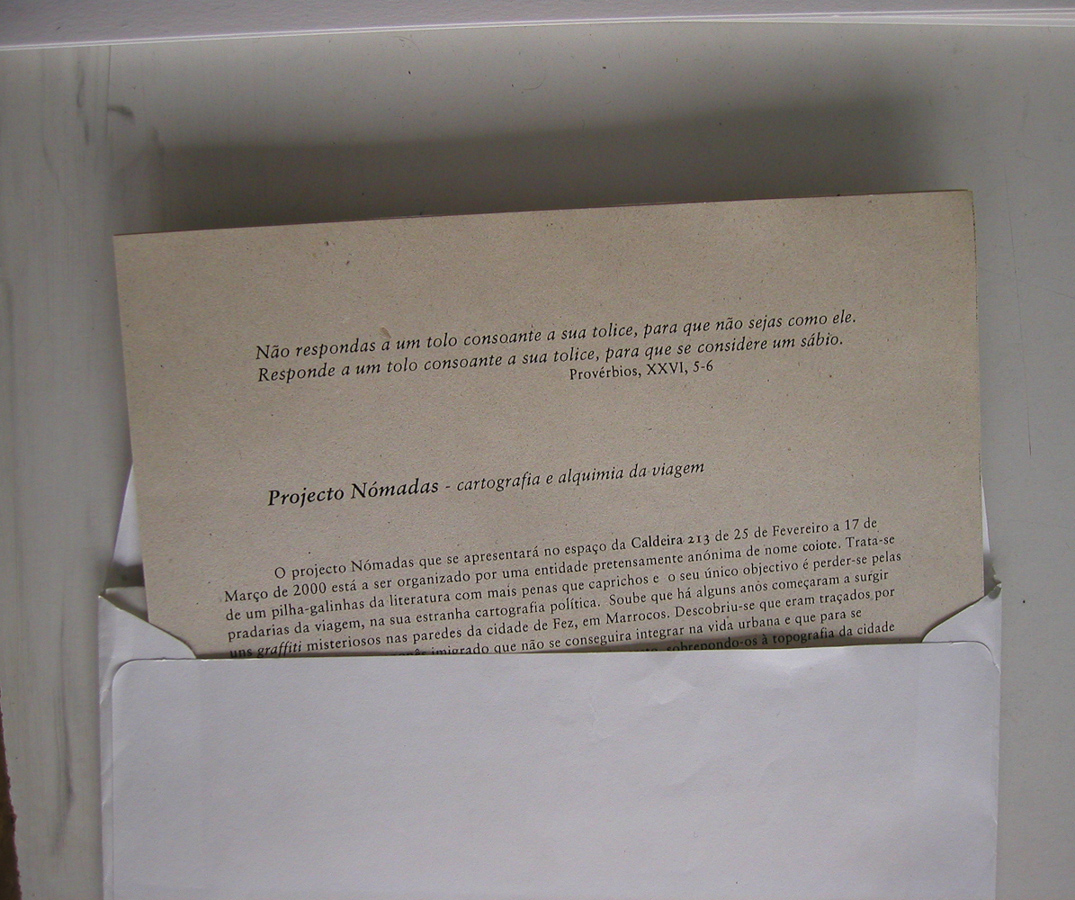 Não respondas a um tolo consoante a sua tolice, para que não sejas como ele.
Responde a um tolo consoante a sua tolice, para que se considere um sábio.
Provérbios, XXVI, 5-6
Projecto Nómadas - cartografia e alquimia da viagem
O projecto Nómadas que se apresentará no espaço da Caldeira 213 de 25 de Fevereiro a 17 de
Março de 2000 está a ser organizado por uma entidade pretensamente anónima de nome coiote. Trata-se
de um pilha-galinhas da literatura com mais penas que caprichos e o seu único objectivo é perder-se pelas
pradarias da viagem, na sua estranha cartografia política. Soube que há alguns anos começaram a surgir
uns graffiti misteriosos nas paredes da cidade de Fez, em Marrocos. Descobriu-se que eram traçados por
imigrado que não se conseguira integrar na vida urbana e que para se
sobrepondo-os à topografia da cidade